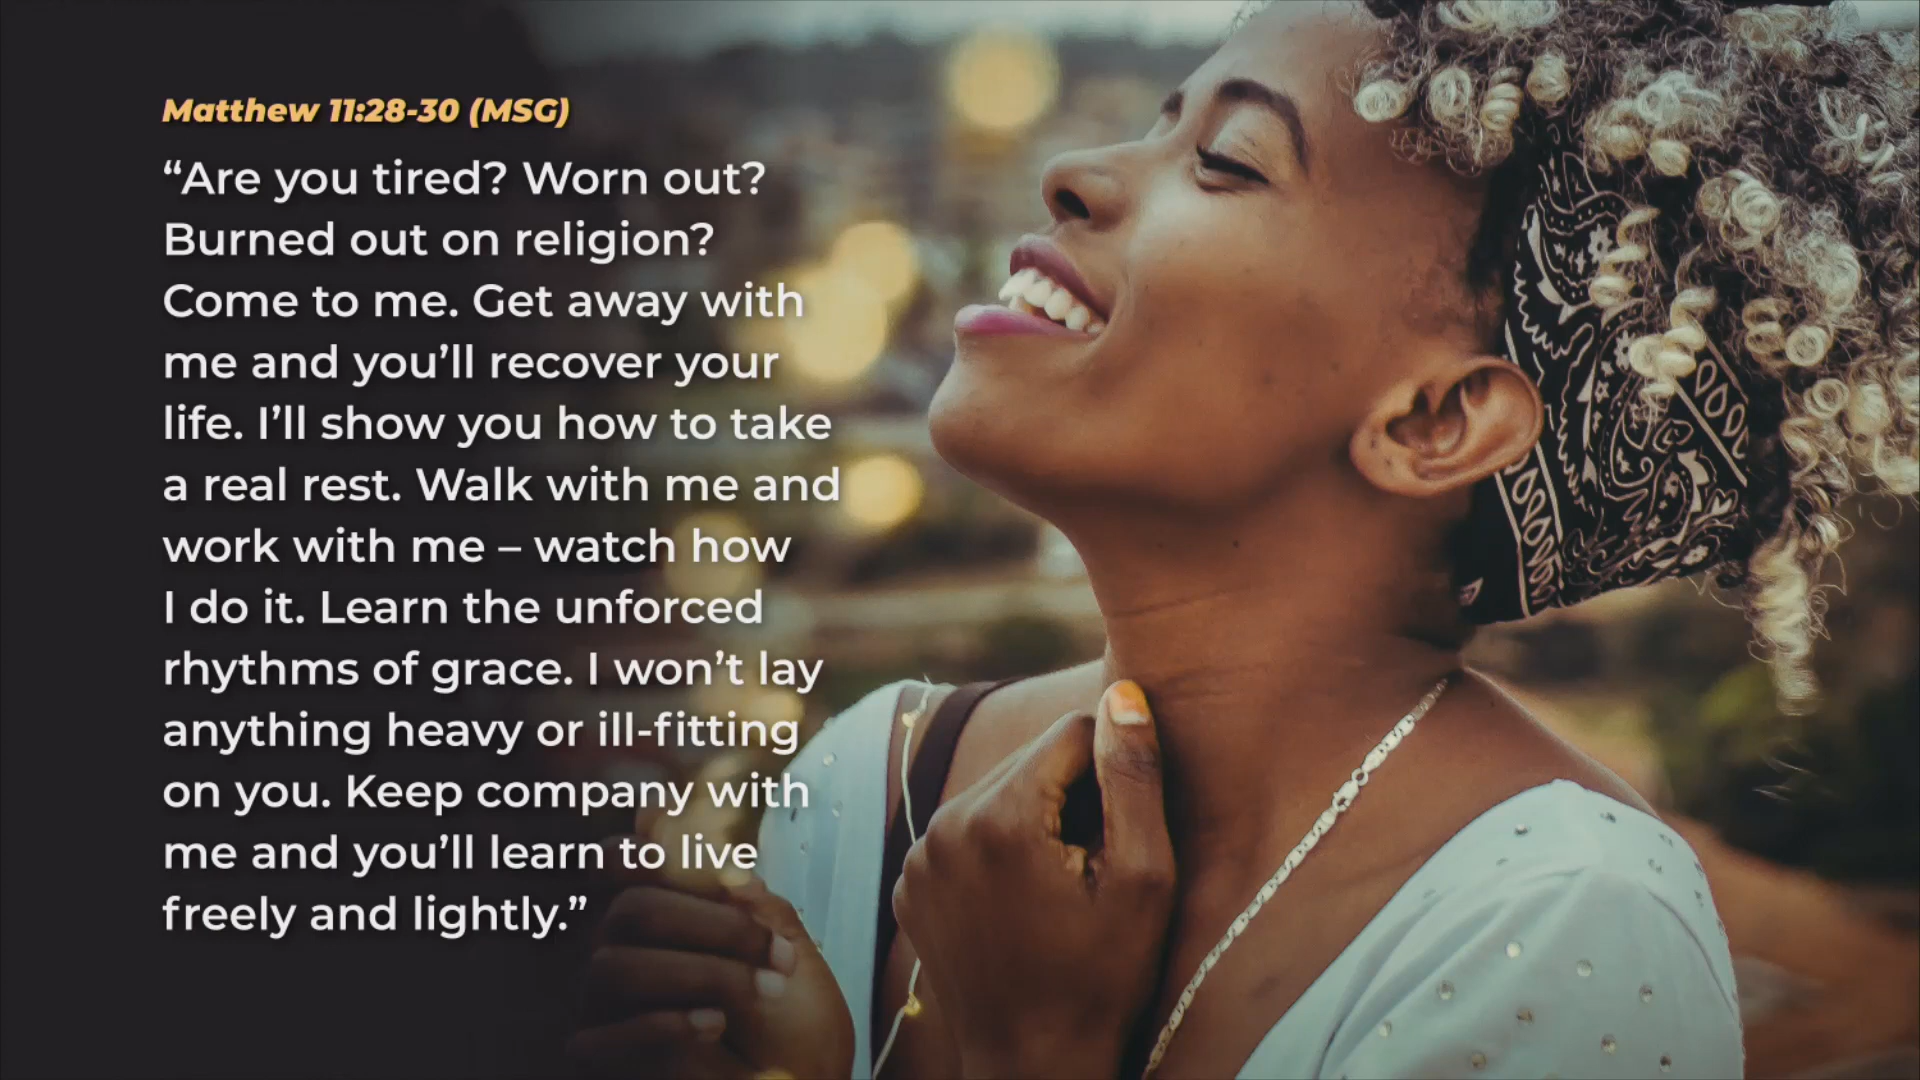 Matthew 11:28-30 (MSG)
“Are you tired? Worn out?
Burned out on religion?
Come to me. Get away with
me and you’ll recover your
life. I’ll show you how to take
a real rest. Walk with me and
work with me – watch how
I do it. Learn the unforced
rhythms of grace. I won’t lay
anything heavy or ill-fitting
on you. Keep company with
me and you’ll learn to live
freely and lightly.”